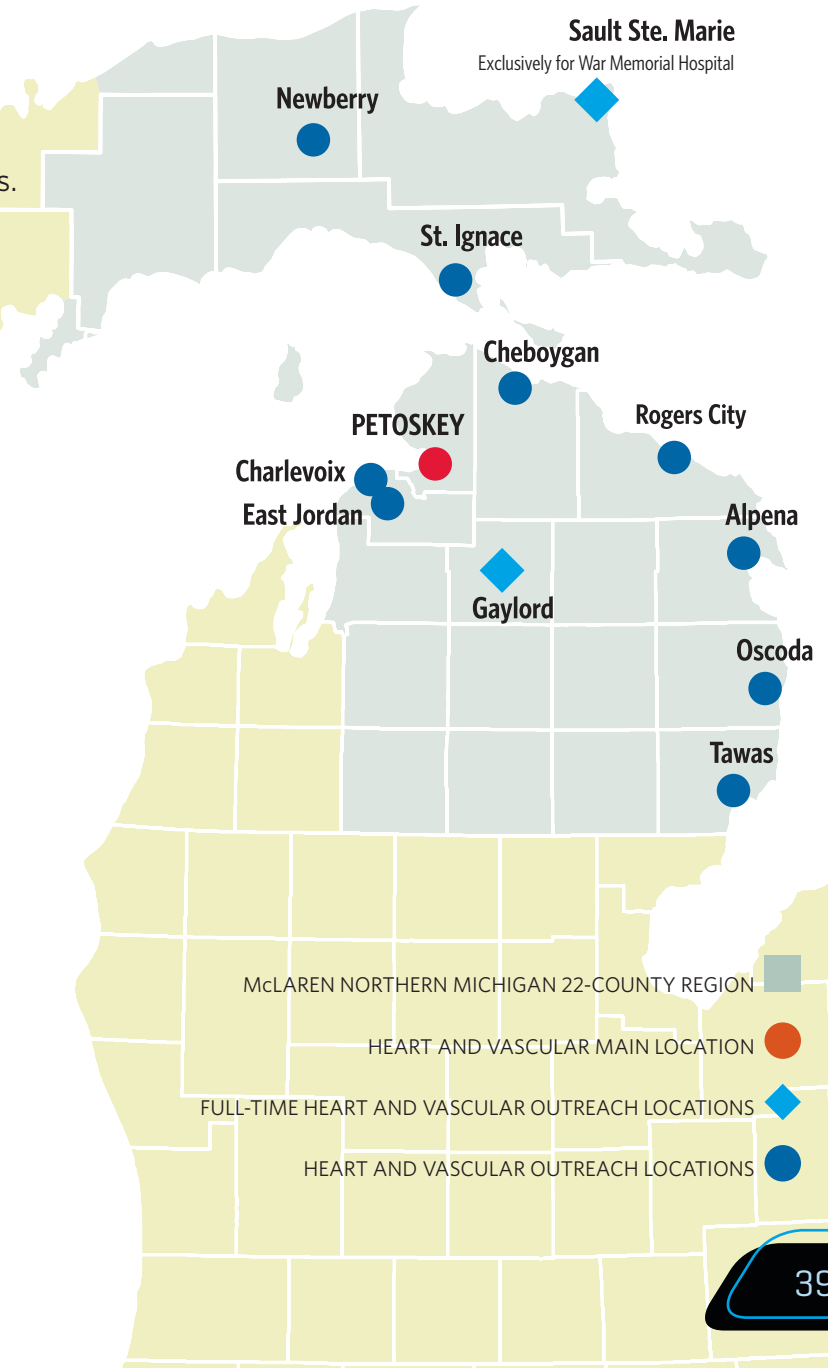 Sault Ste. Marie
Exclusively for War Memorial Hospital
Newberry
s.
St. Ignace
Cheboygan
PETOSKEY
Rogers City
Charlevoix
East Jordan
Alpena
Gaylord
Oscoda
Tawas
McLAREN NORTHERN MICHIGAN 22-COUNTY REGION
HEART AND VASCULAR MAIN LOCATION
FULL-TIME HEART AND VASCULAR OUTREACH LOCATIONS
HEART AND VASCULAR OUTREACH LOCATIONS
39